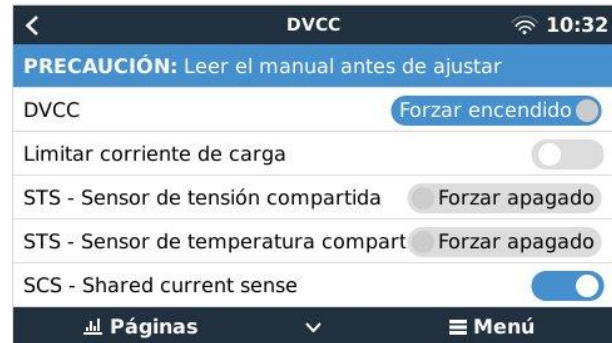 DVCC 10:32
PRECAUCIÓN: Leer el manual antes de ajustar
DVCC Forzar encendido
Limitar corriente de carga
STS - Sensor de tensión compartida Forzar apagado
STS - Sensor de temperatura compart Forzar apagado
SCS - Shared current sense
Páginas Menú